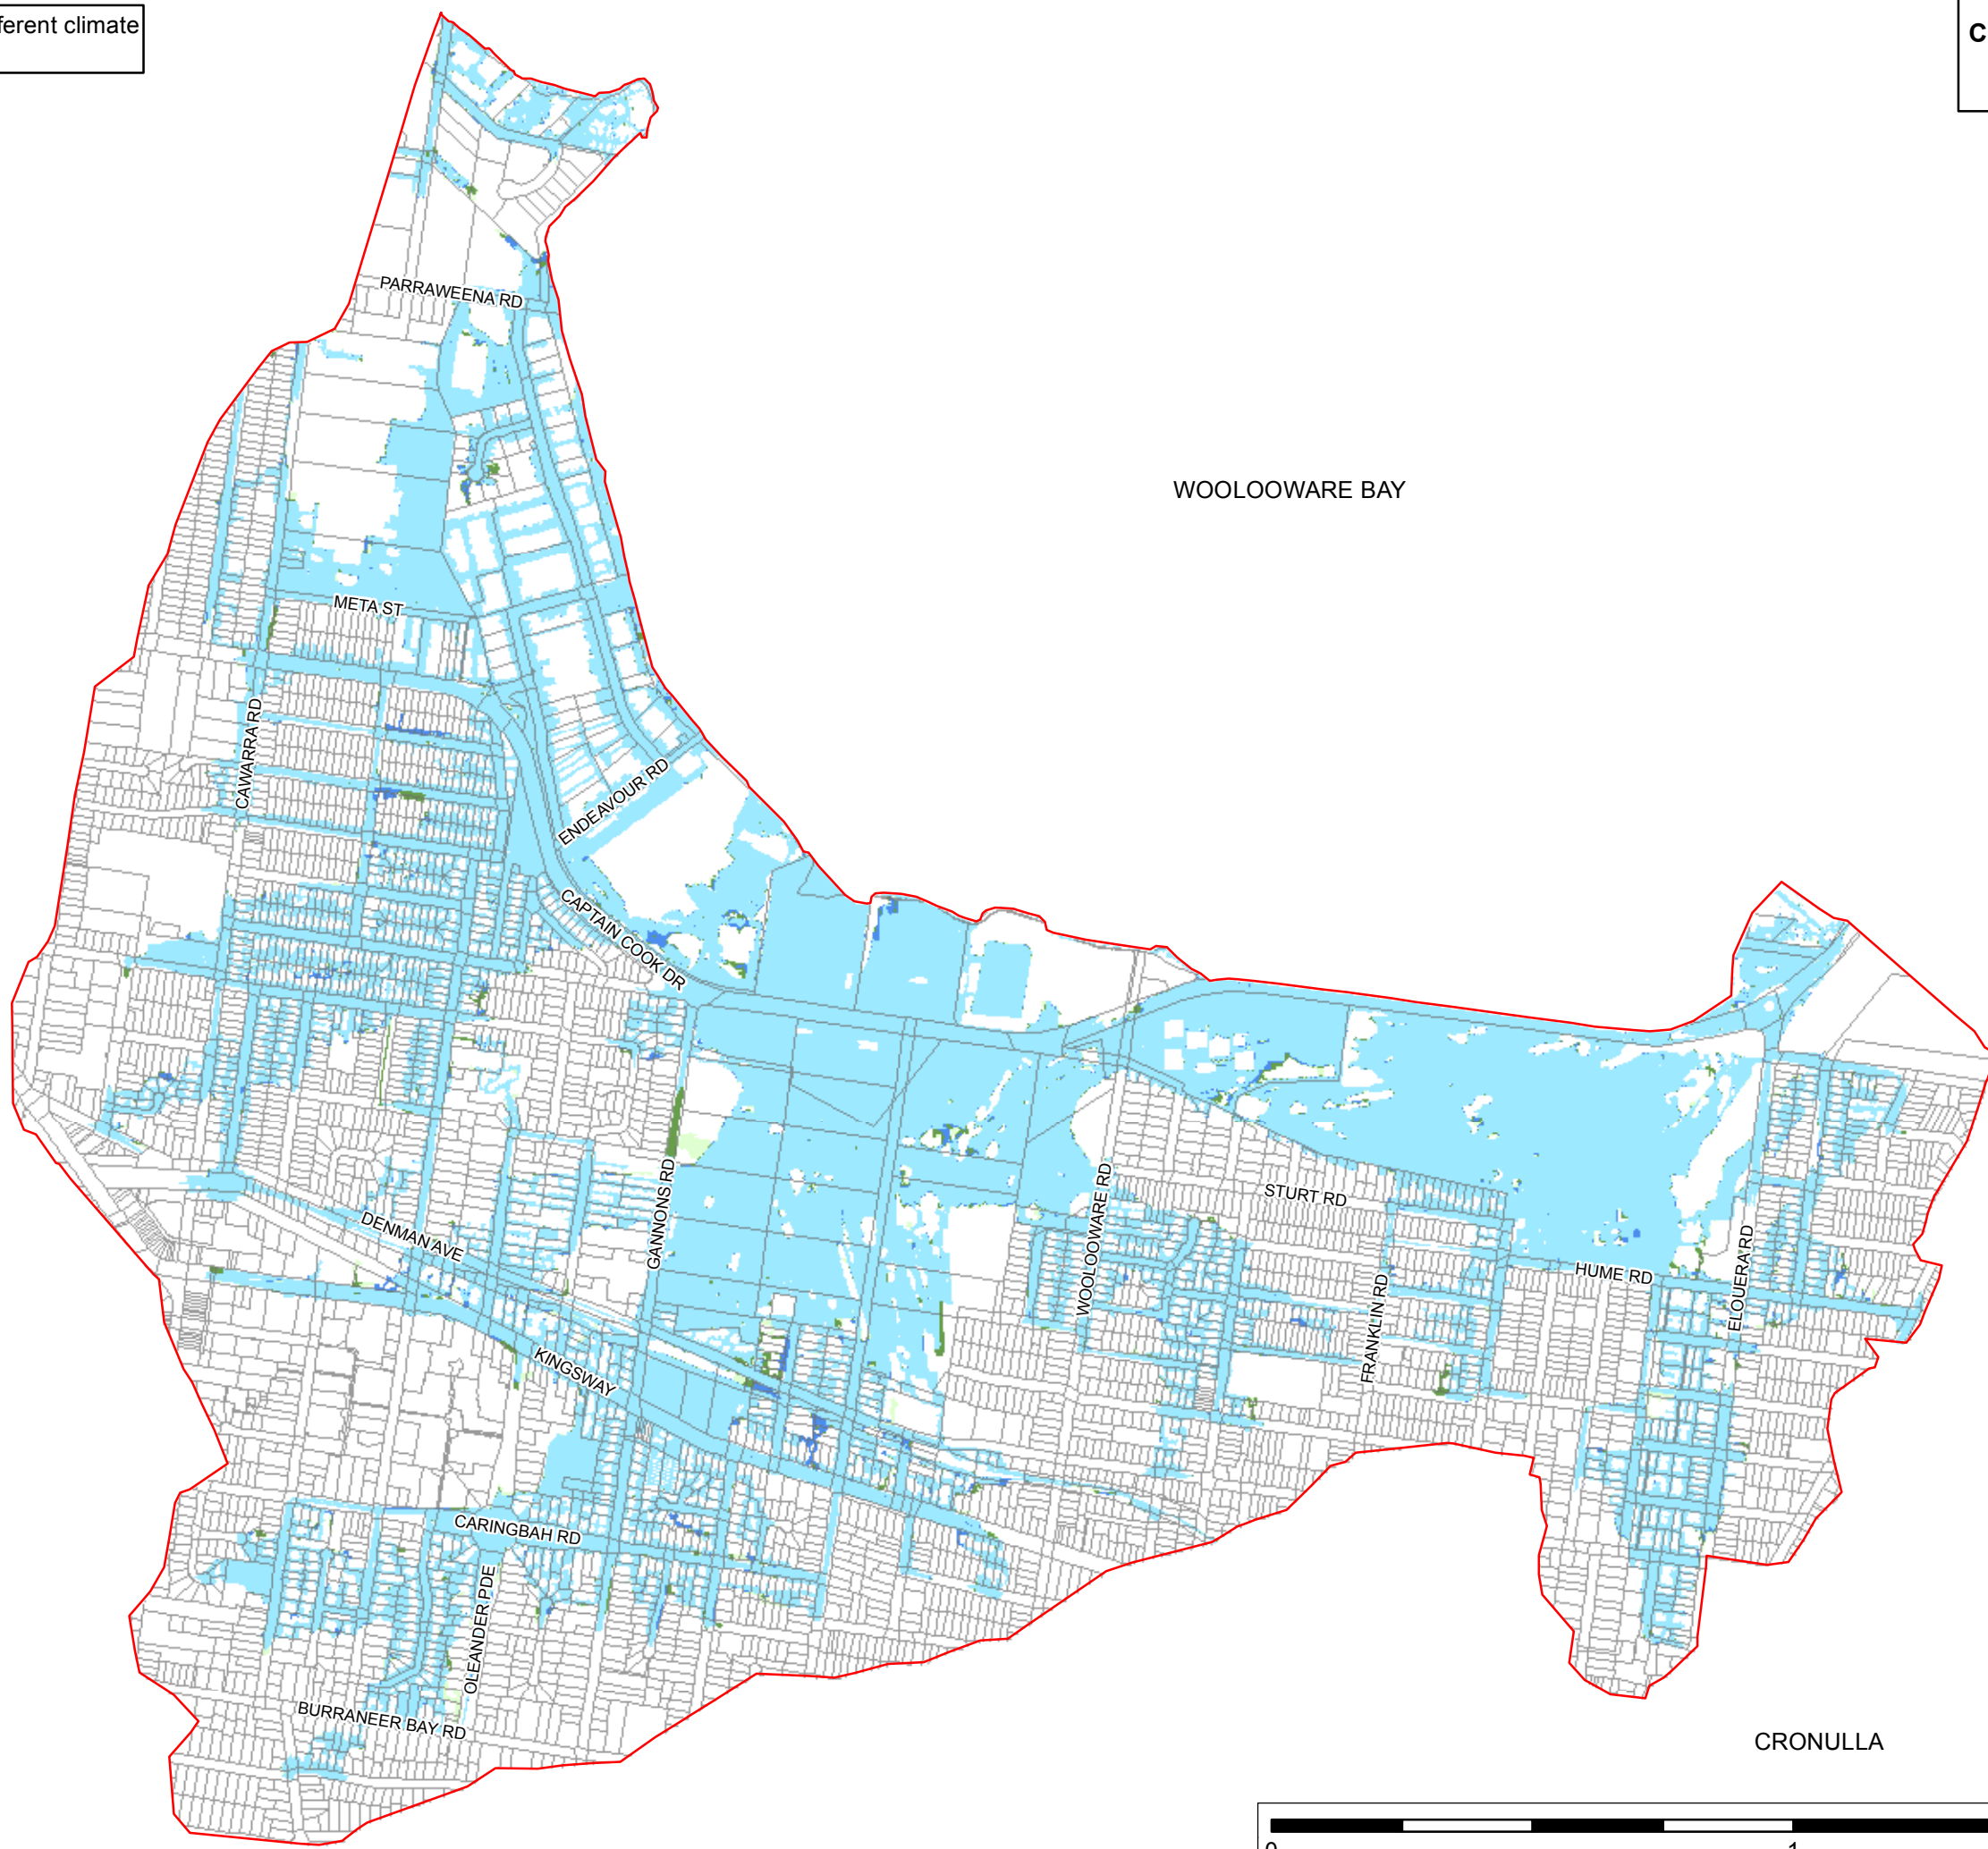 ferent climate
C
PARRAWEENA RD
WOOLOOWARE BAY
META ST
CAWARRA RD
ENDEAVOUR RD
CAPTAIN COOK DR
GANNONS RD
WOOLOOWARE RD
STURT RD
DENMAN AVE
HUME RD
ELOUERA RD
FRANKLIN RD
KINGSWAY
CARINGBAH RD
OLEANDER PDE
BURRANEER BAY RD
CRONULLA
0 1